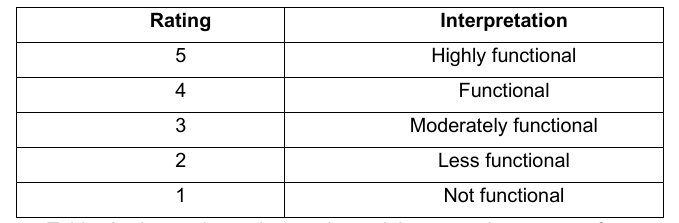 Rating Interpretation
5 Highly functional
4 Functional
3 Moderately functional
2 Less functional
1 Not functional